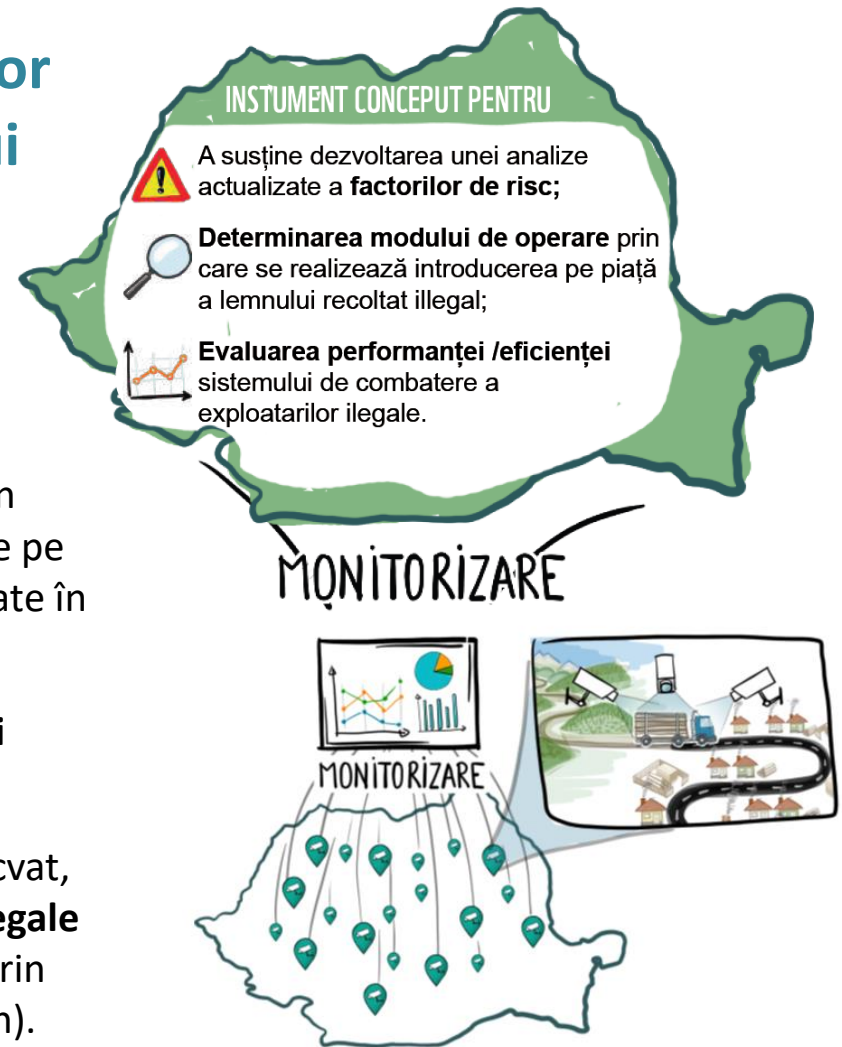 or
i
INSTUMENT CONCEPUT PENTRU
A susține dezvoltarea unei analize
actualizate a factorilor de risc;
Determinarea modului de operare prin
care se realizează introducerea pe piață
a lemnului recoltat illegal;
Evaluarea performanței /eficienței
sistemului de combatere a
exploatarilor ilegale.
MONITORIZARE
n
e pe
ate în
i
cvat,
egale
rin
n).
MONITORIZARE